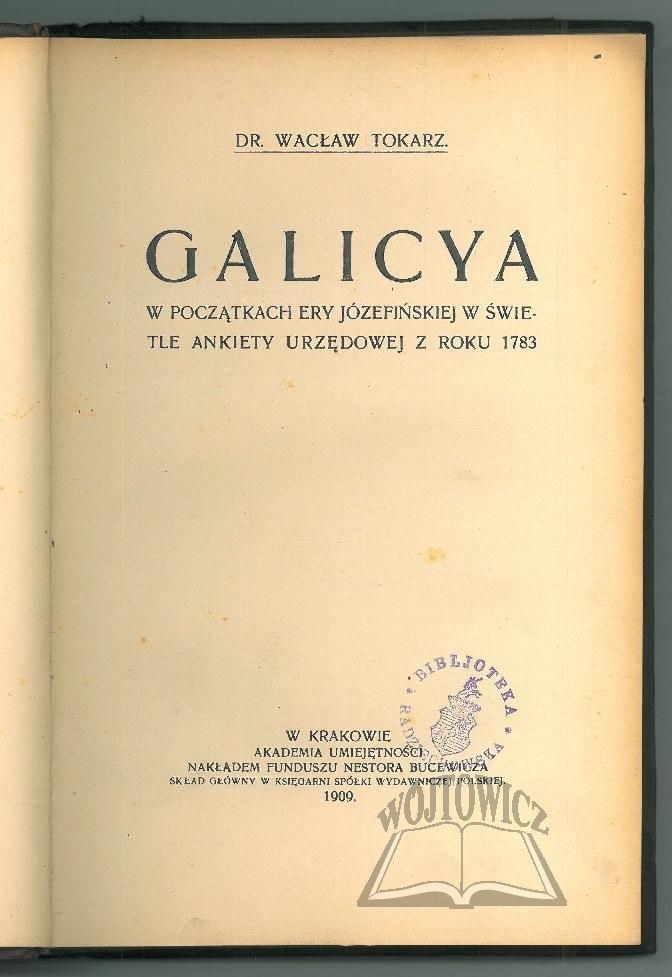 DR. WACŁAW TOKARZ.
GALICYA
W POCZĄTKACH ERY JÓZEFIŃSKIEJ W ŚWIE-
TLE ANKIETY URZĘDOWEJ Z ROKU 1783
BIBLJOTEKA
W KRAKOWIE
AKADEMIA UMIEJĘTNOŚCI
NAKŁADEM FUNDUSZU NESTORA BUCEWICZA
SKŁAD GŁÓWNY W KSIĘGARNI SPÓŁKI WYDAWNICZEJ POLSKIEJ.
1909.
WÓJTOWICZ